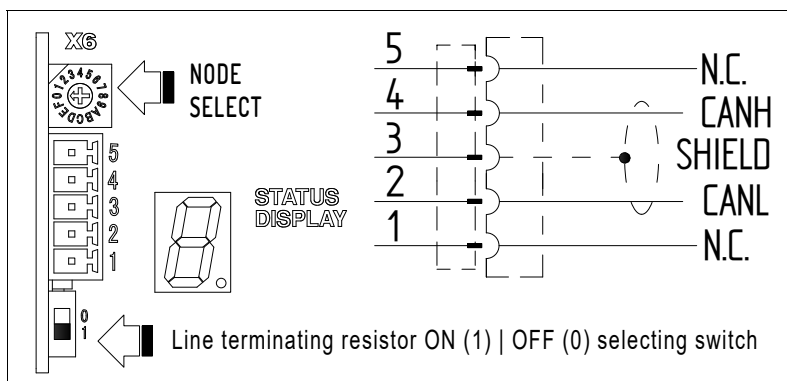 X6
0123456789ABCDEF
NODE
SELECT
5
4
3
2
1
STATUS
DISPLAY
0
1
Line terminating resistor ON (1) | OFF (0) selecting switch
5 N.C.
4 CANH
3 SHIELD
2 CANL
1 N.C.